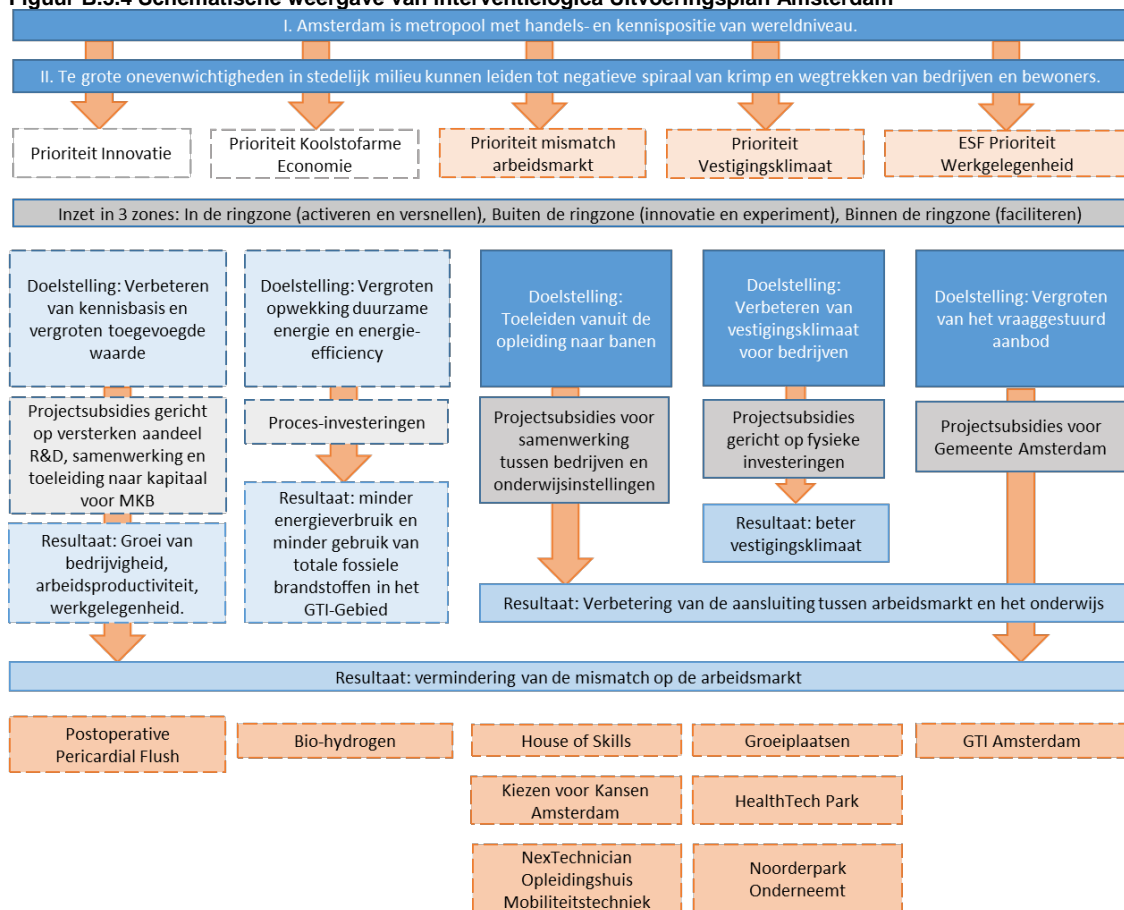 Figuur B.3.4 Schematische weergave van interventielogica Uitvoeringsplan Amsterdam
I. Amsterdam is metropool met handels- en kennispositie van wereldniveau.
II. Te grote onevenwichtigheden in stedelijk milieu kunnen leiden tot negatieve spiraal van krimp en wegtrekken van bedrijven en bewoners.
Prioriteit Innovatie
Prioriteit Koolstofarme
Economie
Prioriteit mismatch
arbeidsmarkt
Prioriteit
Vestigingsklimaat
ESF Prioriteit
Werkgelegenheid
Inzet in 3 zones: In de ringzone (activeren en versnellen), Buiten de ringzone (innovatie en experiment), Binnen de ringzone (faciliteren)
Doelstelling: Verbeteren
van kennisbasis en
vergroten toegevoegde
waarde
Doelstelling: Vergroten
opwekking duurzame
energie en energie-
efficiency
Doelstelling:
Toeleiden vanuit de
opleiding naar banen
Doelstelling:
Verbeteren van
vestigingsklimaat
voor bedrijven
Doelstelling: Vergroten
van het vraaggestuurd
aanbod
Projectsubsidies gericht
op versterken aandeel
R&D, samenwerking en
toeleiding naar kapitaal
voor MKB
Proces-investeringen
Projectsubsidies voor
samenwerking
tussen bedrijven en
onderwijsinstellingen
Projectsubsidies
gericht op fysieke
investeringen
Projectsubsidies voor
Gemeente Amsterdam
Resultaat: Groei van
bedrijvigheid,
arbeidsproductiviteit,
werkgelegenheid.
Resultaat: minder
energieverbruik en
minder gebruik van
totale fossiele
brandstoffen in het
GTI-Gebied
Resultaat: beter
vestigingsklimaat
Resultaat: Verbetering van de aansluiting tussen arbeidsmarkt en het onderwijs
Resultaat: vermindering van de mismatch op de arbeidsmarkt
Postoperative
Pericardial Flush
Bio-hydrogen
House of Skills
Groeiplaatsen
GTI Amsterdam
Kiezen voor Kansen
Amsterdam
HealthTech Park
NexTechnician
Opleidingshuis
Mobiliteitstechniek
Noorderpark
Onderneemt